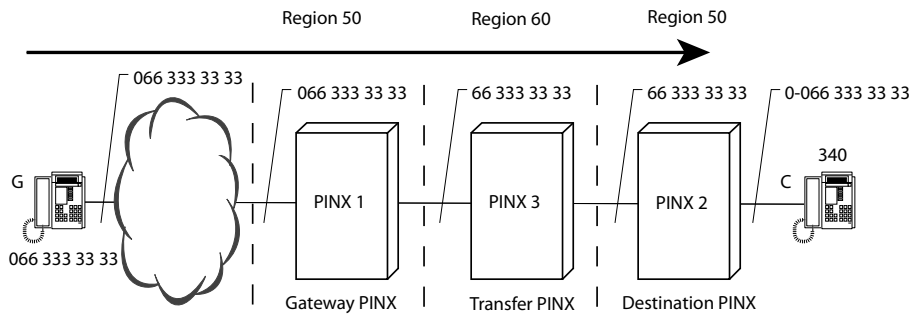 Region 50
Region 60
Region 50
066 333 33 33
066 333 33 33
66 333 33 33
66 333 33 33
0-066 333 33 33
340
G
PINX 1
PINX 3
PINX 2
C
066 333 33 33
Gateway PINX
Transfer PINX
Destination PINX